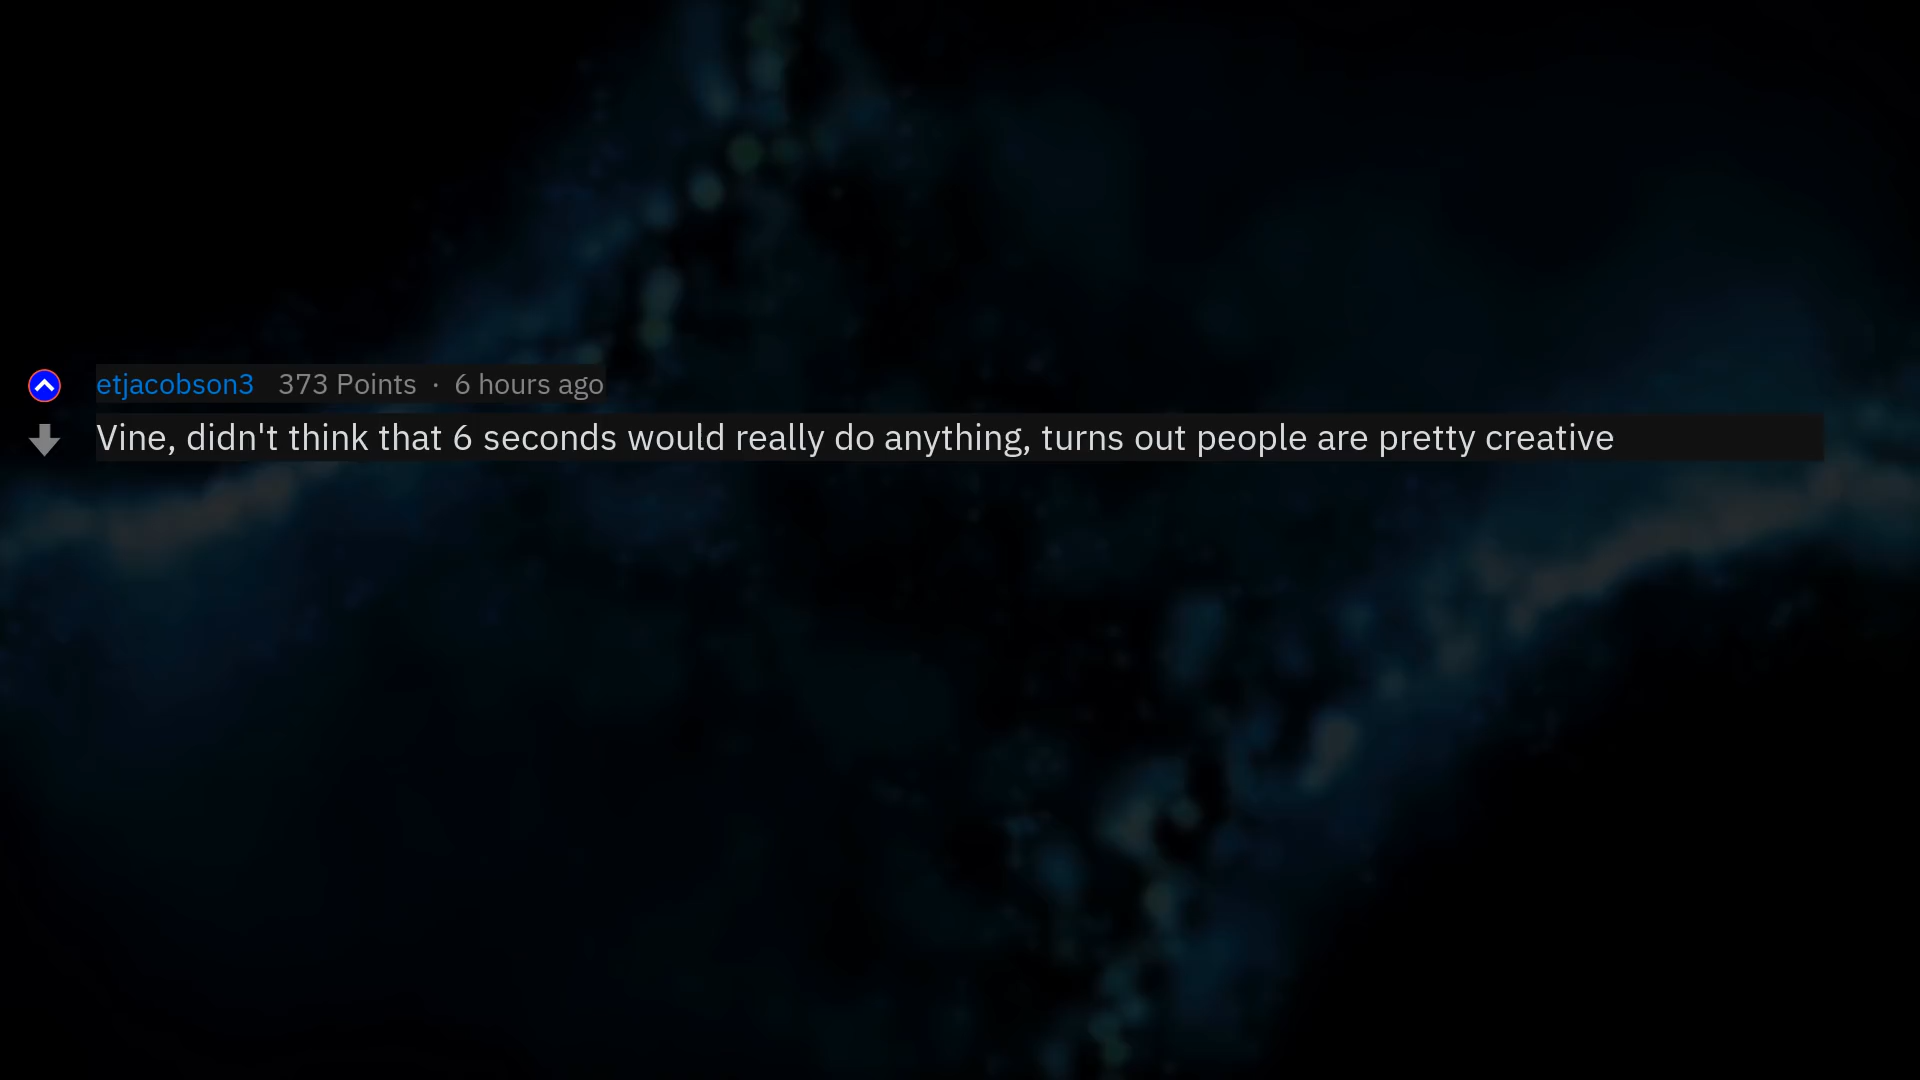 etjacobson3 373 Points · 6 hours ago
Vine, didn't think that 6 seconds would really do anything, turns out people are pretty creative